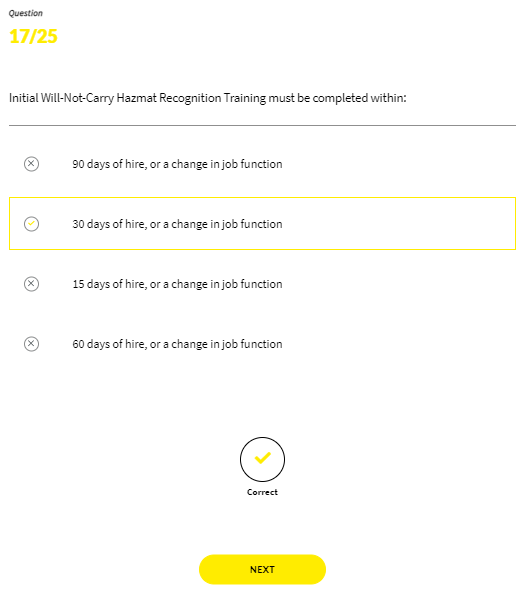 Question
17/25
Initial Will-Not-Carry Hazmat Recognition Training must be completed within:
90 days of hire, or a change in job function
30 days of hire, or a change in job function
15 days of hire, or a change in job function
60 days of hire, or a change in job function
Correct
NEXT